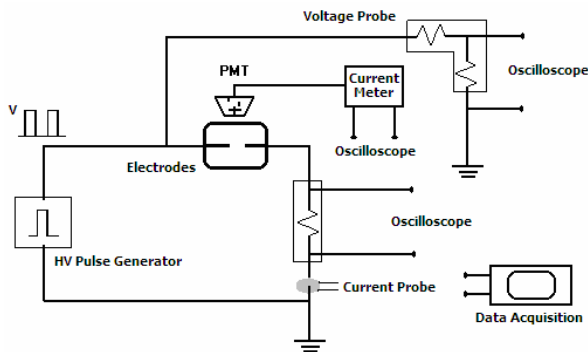 Voltage Probe
PMT
Current
Meter
Oscilloscope
V
Oscilloscope
Electrodes
Oscilloscope
HV Pulse Generator
Current Probe
Data Acquisition